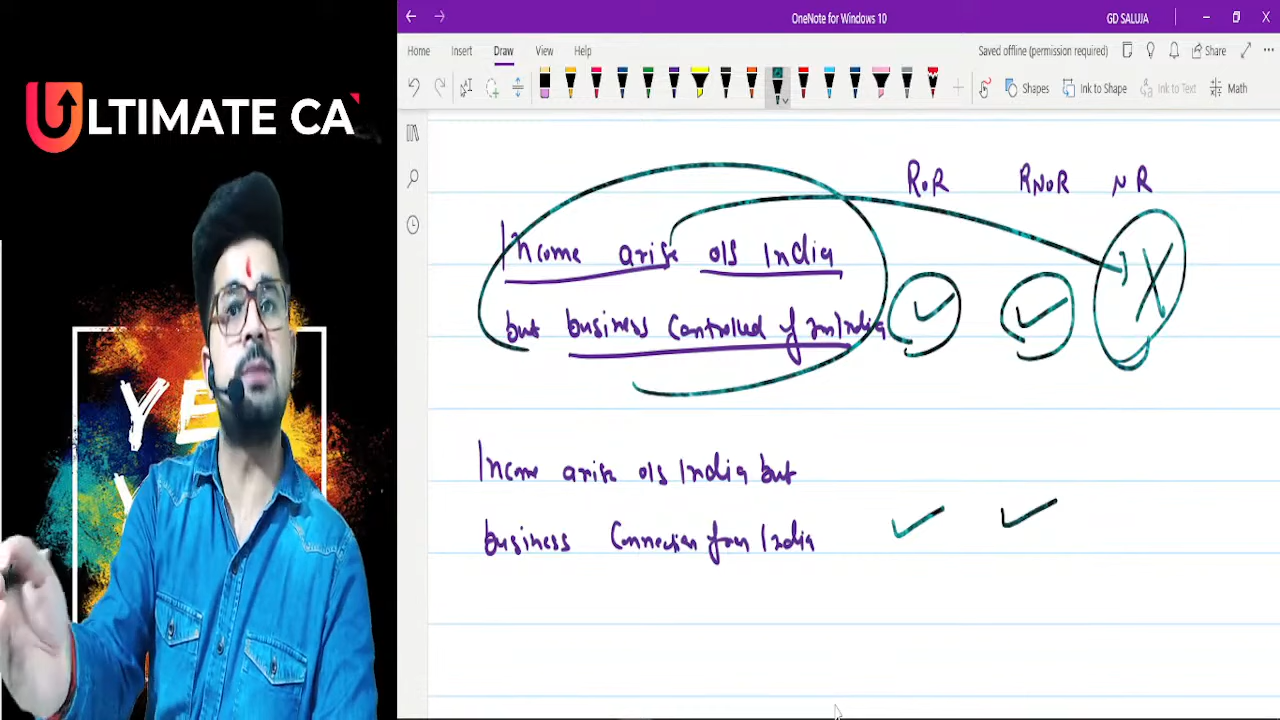 ULTIMATE CA
OneNote for Windows 10
GD SALUJA
Home Insert Draw View Help
Saved offline (permission required)
Share
Shapes
Ink to Shape
Ink to Text
Math
ROR RNOR NR
Income arise o/s India
but business Controlled from India
Income arise o/s India but
business Connection from India
YE
Y